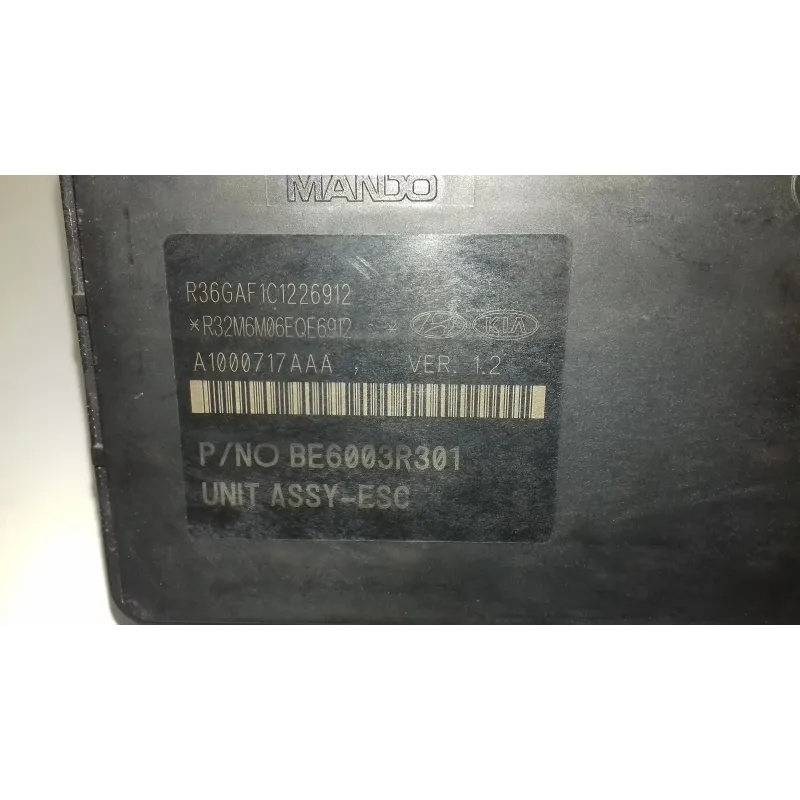 MANDO
R36GAF1C1226912
*R32M6M06EQE6912 * KIA
A1000717AAA , VER. 1.2
P/NO BE6003R301
UNIT ASSY-ESC